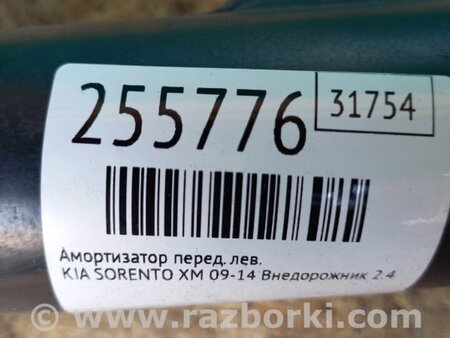 255776
31754
Амортизатор перед. лев.
KIA SORENTO XM 09-14 Внедорожник 2.4
www.razborki.com